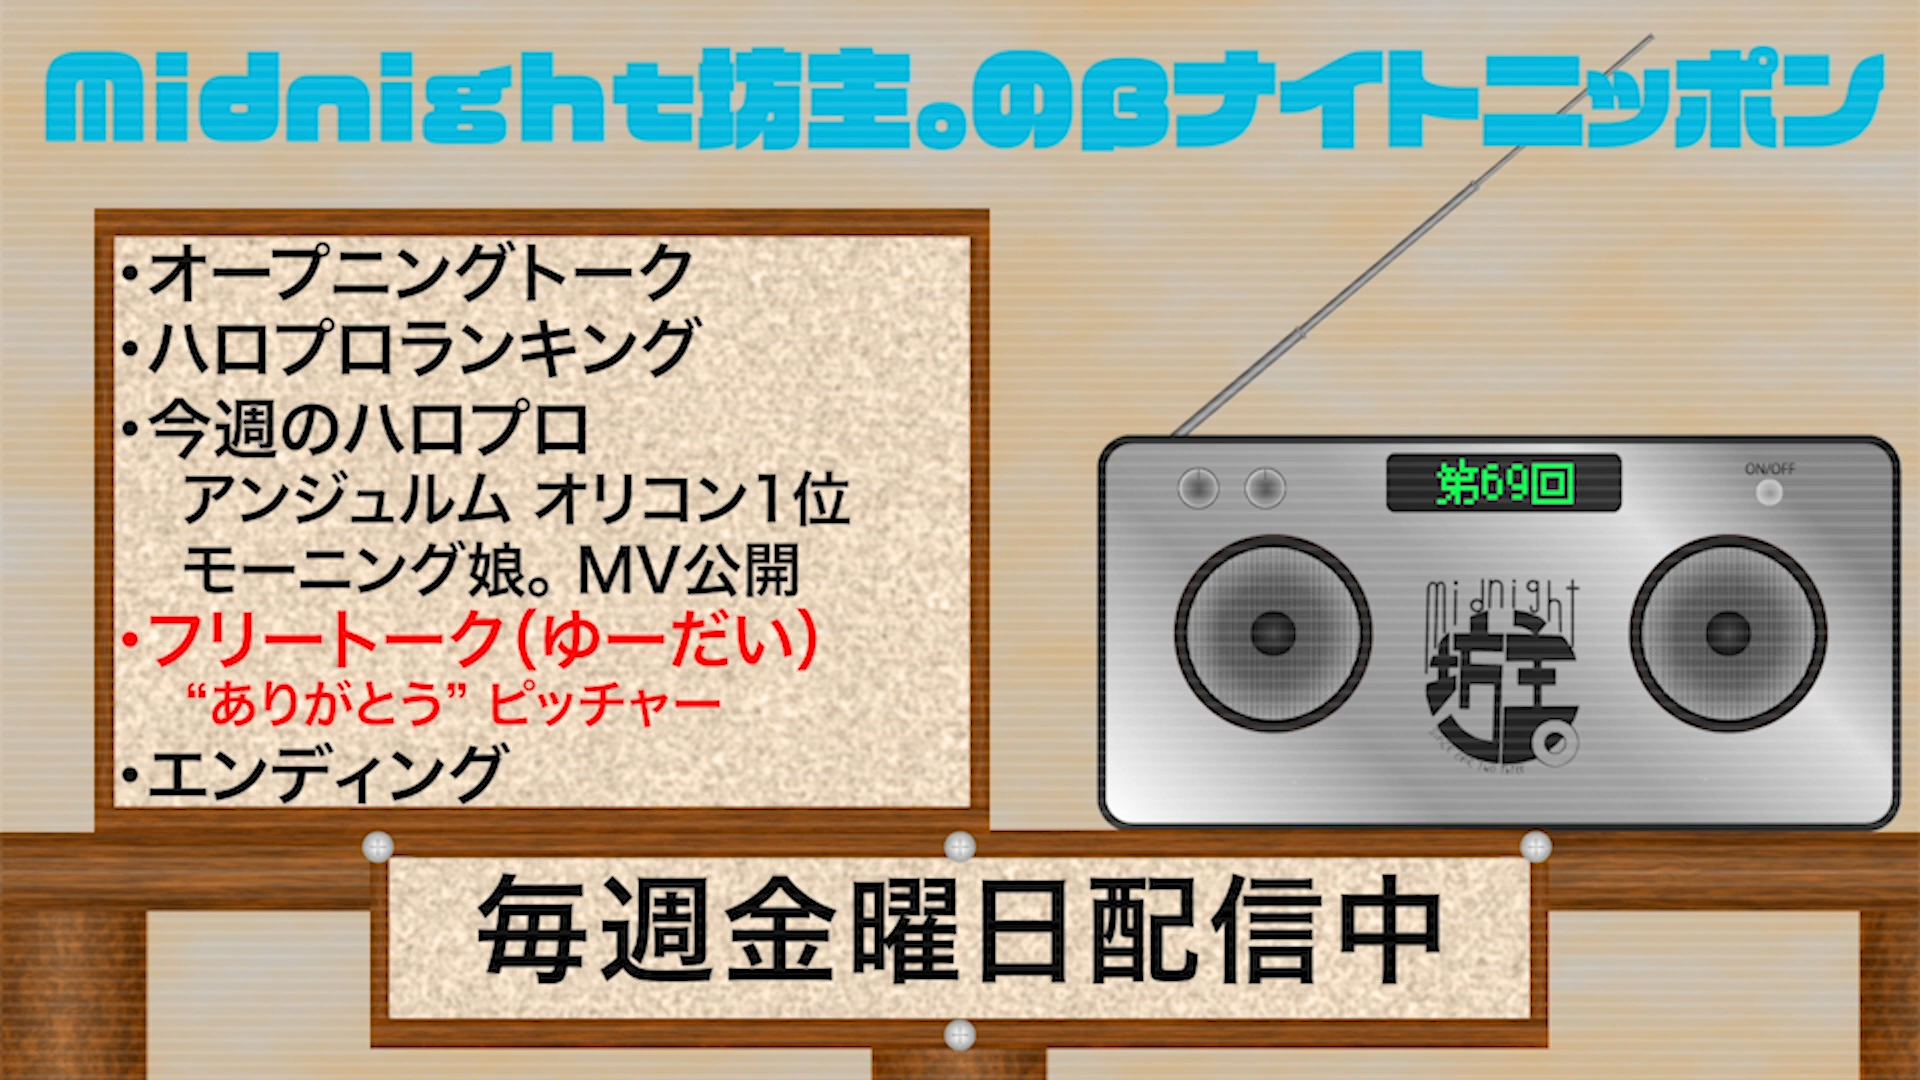 Midnight坊主。のβナイトニッポン
・オープニングトーク
・ハロプロランキング
・今週のハロプロ
アンジュルム オリコン1位
モーニング娘。MV公開
・フリートーク(ゆーだい)
“ありがとう” ピッチャー
・エンディング
第69回
ON/OFF
midnight
坊主。
毎週金曜日配信中